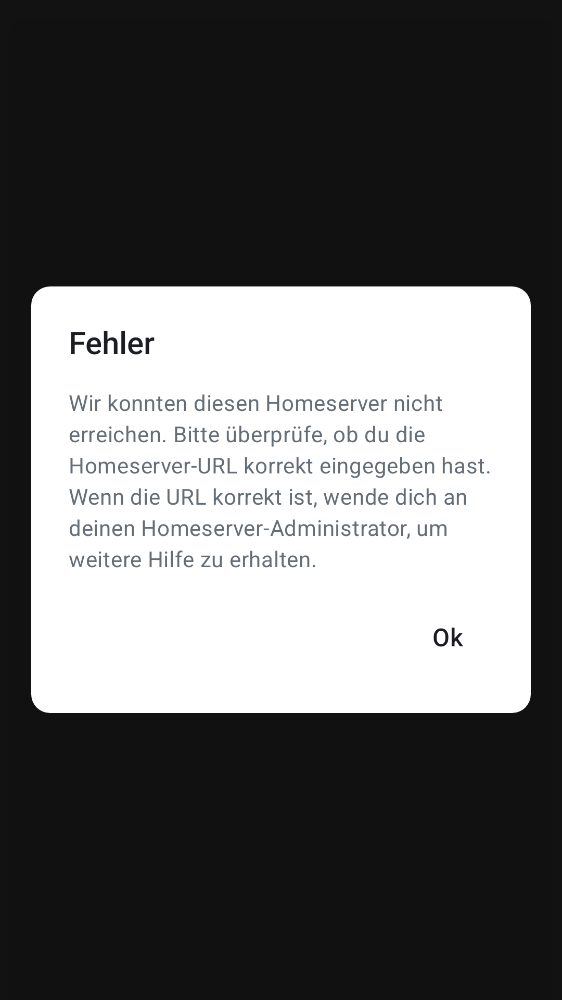 Fehler
Wir konnten diesen Homeserver nicht
erreichen. Bitte überprüfe, ob du die
Homeserver-URL korrekt eingegeben hast.
Wenn die URL korrekt ist, wende dich an
deinen Homeserver-Administrator, um
weitere Hilfe zu erhalten.
Ok